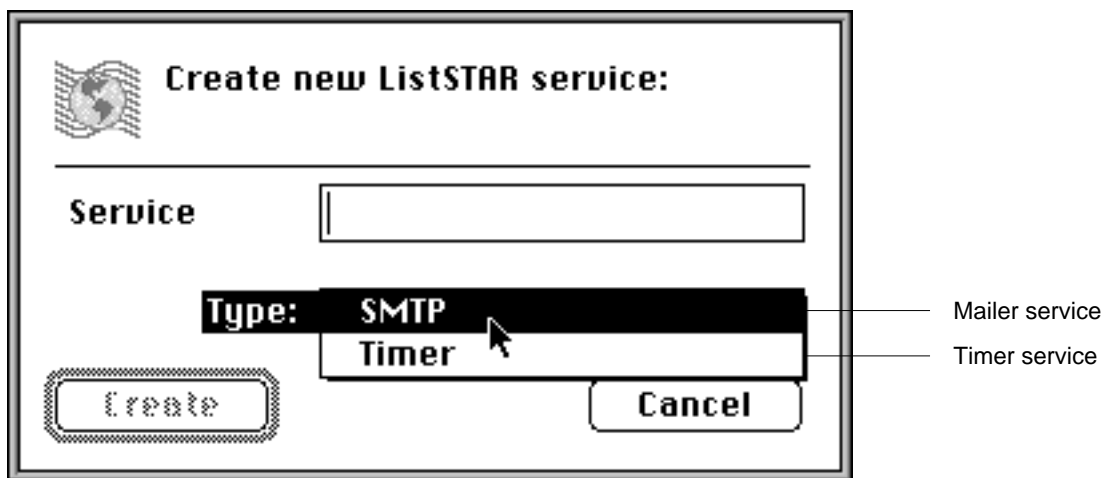 Create new ListSTAR service:
Service
Type: SMTP
Mailer service
Timer
Timer service
Create
Cancel